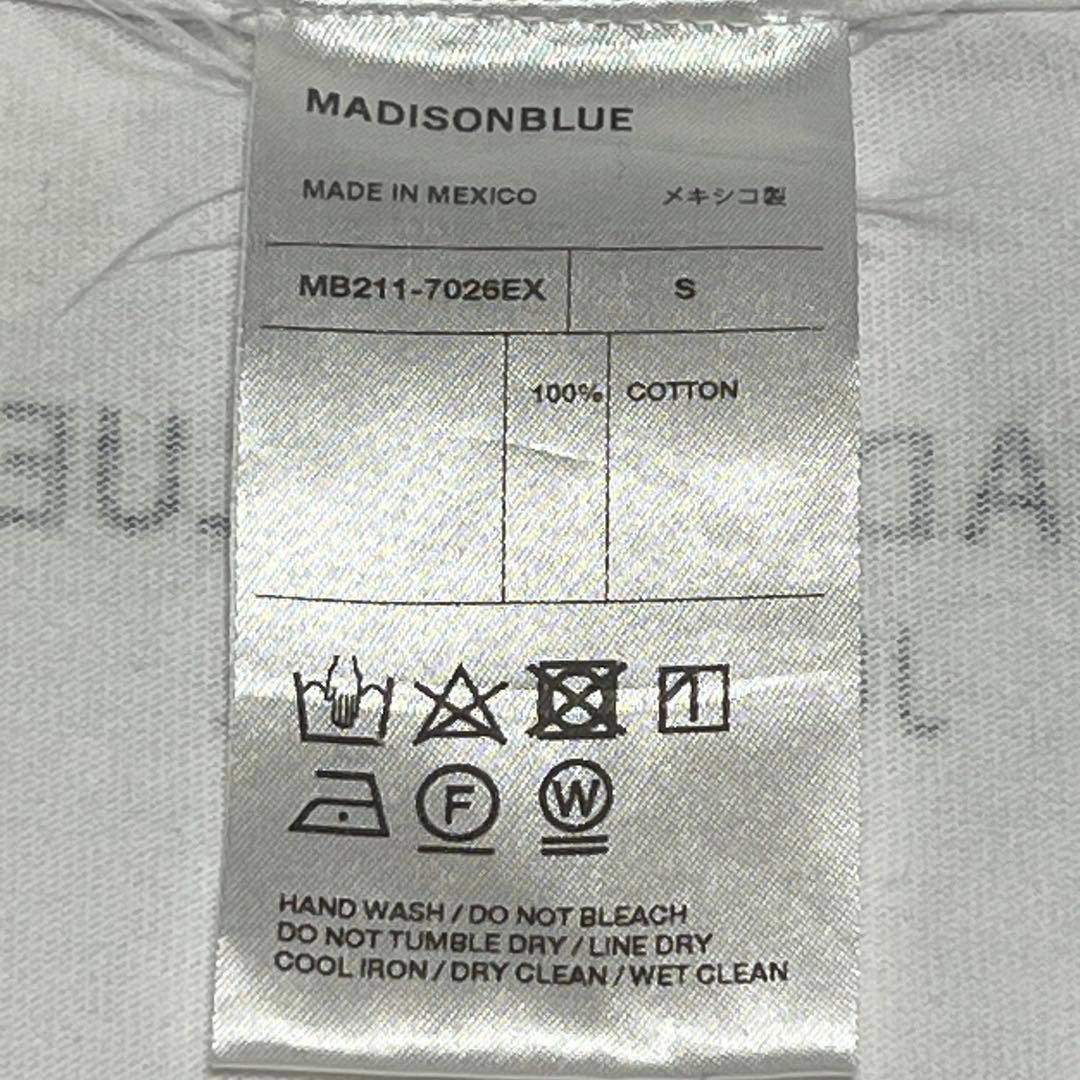 MADISONBLUE
MADE IN MEXICO メキシコ製
MB211-7026EX S
100% COTTON
F W
HAND WASH / DO NOT BLEACH
DO NOT TUMBLE DRY / LINE DRY
COOL IRON / DRY CLEAN / WET CLEAN